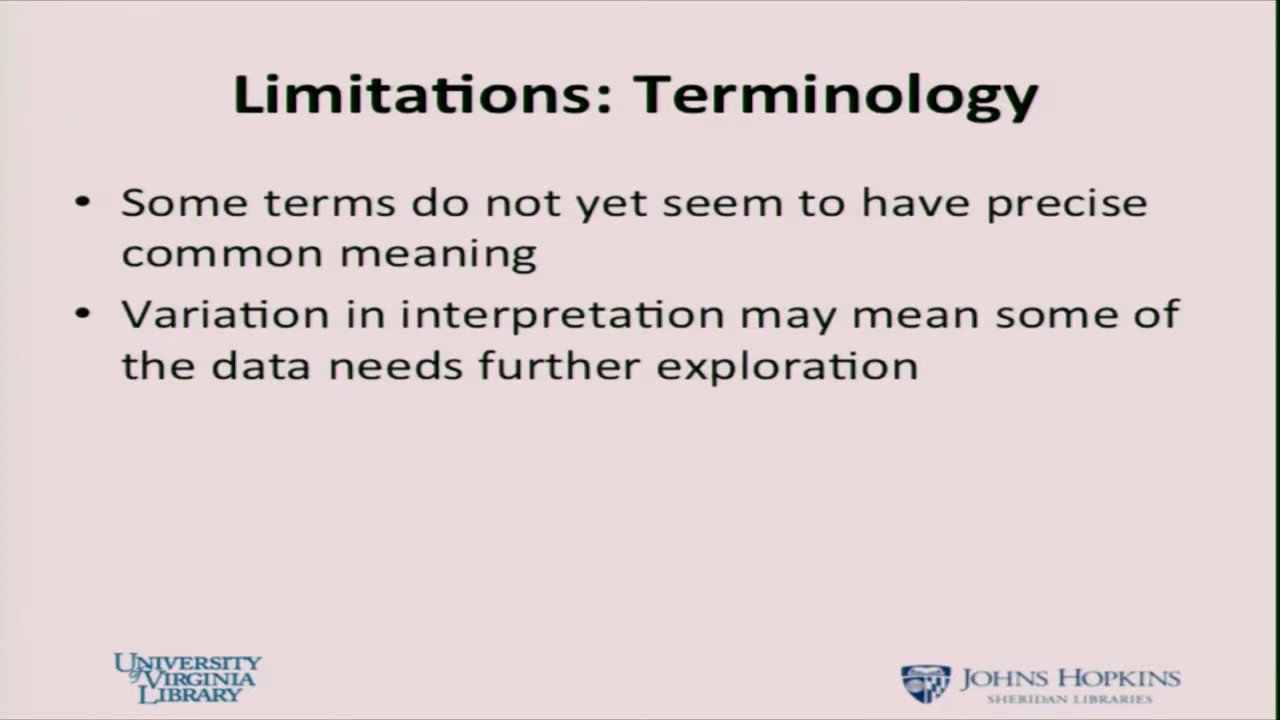 Limitations: Terminology
• Some terms do not yet seem to have precise
common meaning
• Variation in interpretation may mean some of
the data needs further exploration
UNIVERSITY
of VIRGINIA
LIBRARY
JOHNS HOPKINS
SHERIDAN LIBRARIES